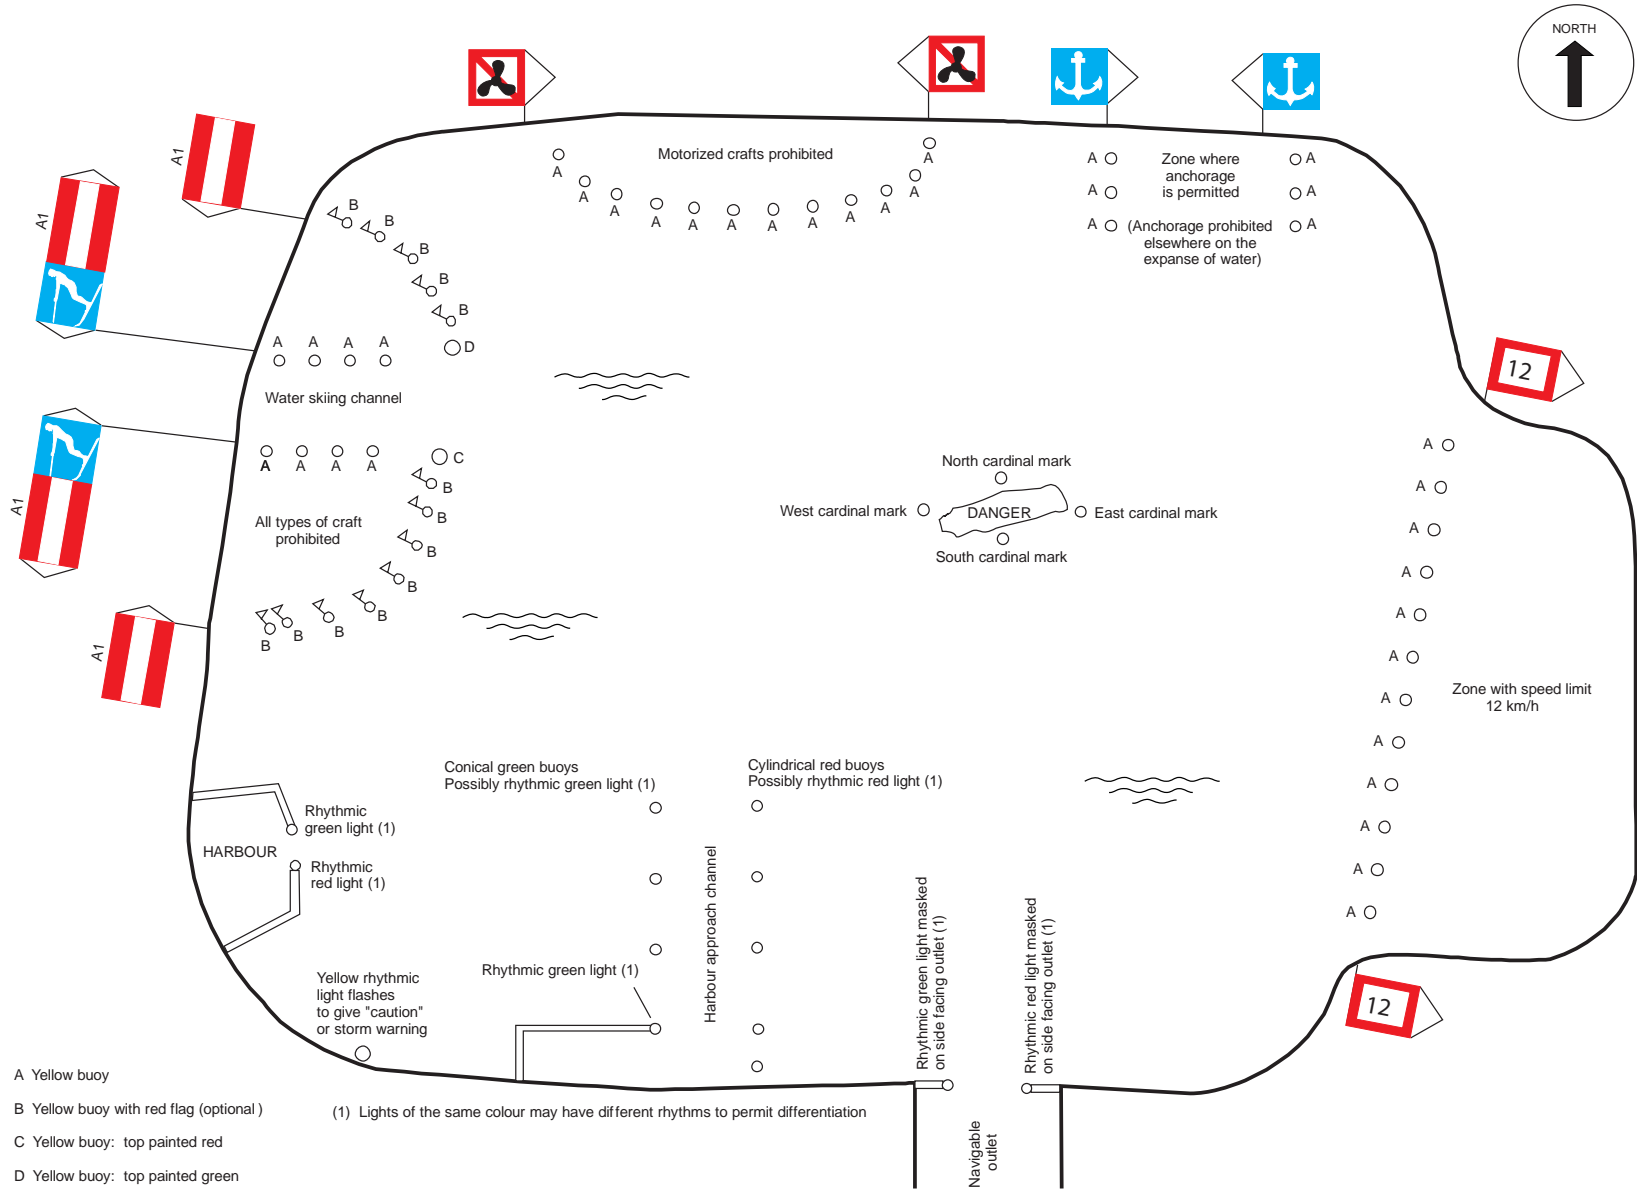 NORTH
A1
Motorized crafts prohibited
A
A
A
A
A
A
A
A
A
A
A
A
A
Zone where
anchorage
is permitted
A
A
A
A
(Anchorage prohibited
elsewhere on the
expanse of water)
A
A1
B
B
B
B
B
D
A
A
A
A
Water skiing channel
12
A
A
A
A
C
B
B
B
B
B
B
B
B
A1
All types of craft
prohibited
North cardinal mark
West cardinal mark
DANGER
East cardinal mark
South cardinal mark
A
A
A
A
A
A
A
A
A
A
A
A
A1
Zone with speed limit
12 km/h
Conical green buoys
Possibly rhythmic green light (1)
Cylindrical red buoys
Possibly rhythmic red light (1)
Rhythmic
green light (1)
HARBOUR
Rhythmic
red light (1)
Harbour approach channel
Rhythmic green light masked
on side facing outlet (1)
Rhythmic red light masked
on side facing outlet (1)
Yellow rhythmic
light flashes
to give "caution"
or storm warning
Rhythmic green light (1)
12
A Yellow buoy
B Yellow buoy with red flag (optional )
C Yellow buoy: top painted red
D Yellow buoy: top painted green
(1) Lights of the same colour may have different rhythms to permit differentiation
Navigable
outlet